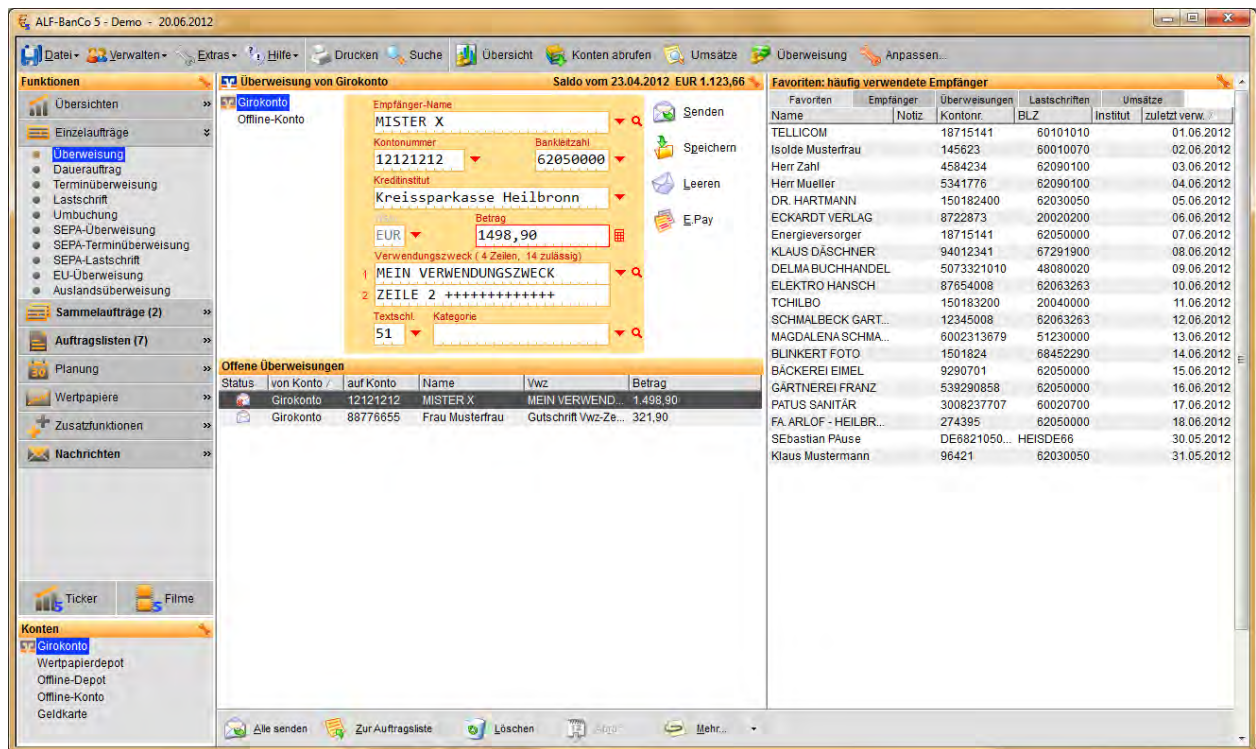 ALF-BanCo 5 - Demo - 20.06.2012
Datei Verwalten Extras Hilfe Drucken Suche Übersicht Konten abrufen Umsätze Überweisung Anpassen...
Funktionen
Übersichten »
Einzelaufträge
Überweisung
Dauerauftrag
Terminüberweisung
Lastschrift
Umbuchung
SEPA-Überweisung
SEPA-Terminüberweisung
SEPA-Lastschrift
EU-Überweisung
Auslandsüberweisung
Sammelaufträge (2) »
Auftragslisten (7) »
Planung »
Wertpapiere »
Zusatzfunktionen »
Nachrichten »
Ticker Filme
Konten
Girokonto
Wertpapierdepot
Offline-Depot
Offline-Konto
Geldkarte
Überweisung von Girokonto Saldo vom 23.04.2012 EUR 1.123,66
Girokonto
Offline-Konto
Empfänger-Name
MISTER X
Kontonummer Bankleitzahl
12121212 62050000
Kreditinstitut
Kreissparkasse Heilbronn
Betrag
EUR 1498,90
Verwendungszweck ( 4 Zeilen, 14 zulässig)
1 MEIN VERWENDUNGSZWECK
2 ZEILE 2 +++++++++++++
Textschl. Kategorie
51
Senden
Speichern
Leeren
E.Pay
Offene Überweisungen
Status von Konto auf Konto Name Vwz Betrag
Girokonto 12121212 MISTER X MEIN VERWEND... 1.498,90
Girokonto 88776655 Frau Musterfrau Gutschrift Vwz-Ze... 321,90
Favoriten: häufig verwendete Empfänger
Favoriten Empfänger Überweisungen Lastschriften Umsätze
Name Notiz Kontonr. BLZ Institut zuletzt verw.
TELLICOM 18715141 60101010 01.06.2012
Isolde Musterfrau 145623 60010070 02.06.2012
Herr Zahl 4584234 62090100 03.06.2012
Herr Mueller 5341776 62090100 04.06.2012
DR. HARTMANN 150182400 62030050 05.06.2012
ECKARDT VERLAG 8722873 20020200 06.06.2012
Energieversorger 18715141 62050000 07.06.2012
KLAUS DÄSCHNER 94012341 67291900 08.06.2012
DELMA BUCHHANDEL 5073321010 48080020 09.06.2012
ELEKTRO HANSCH 87654008 62063263 10.06.2012
TCHILBO 150183200 20040000 11.06.2012
SCHMALBECK GART... 12345008 62063263 12.06.2012
MAGDALENA SCHMA... 6002313679 51230000 13.06.2012
BLINKERT FOTO 1501824 68452290 14.06.2012
BÄCKEREI EIMEL 9290701 62050000 15.06.2012
GÄRTNEREI FRANZ 539290858 62050000 16.06.2012
PATUS SANITÄR 3008237707 60020700 17.06.2012
FA. ARLOF - HEILBR... 274395 62050000 18.06.2012
SEbastian PAuse DE6821050... HEISDE66 30.05.2012
Klaus Mustermann 96421 62030050 31.05.2012
Alle senden Zur Auftragsliste Löschen Mehr...